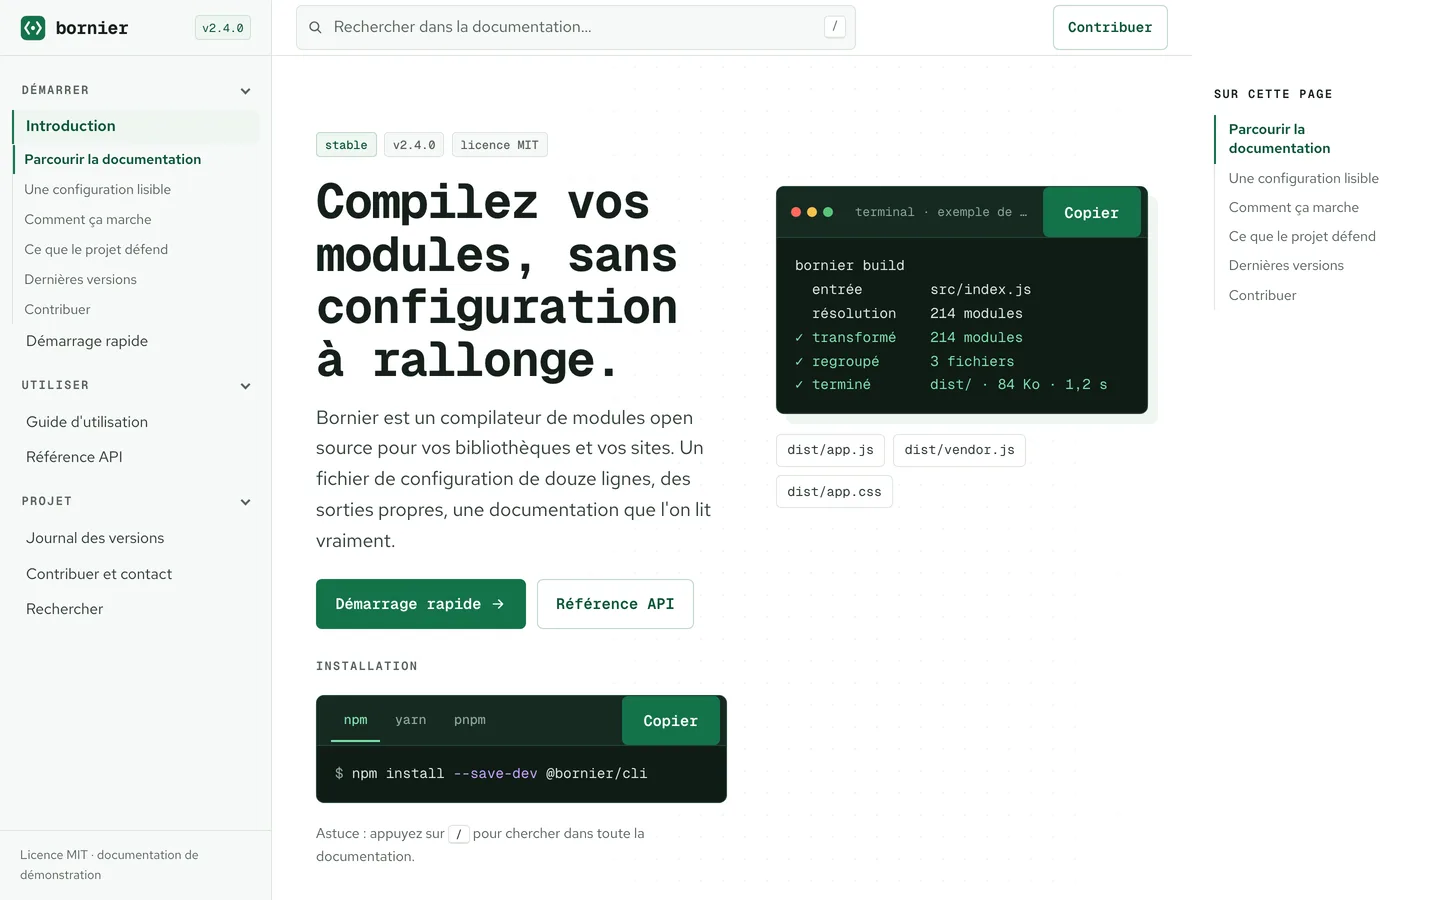 bornier
v2.4.0
Rechercher dans la documentation...
/
Contribuer
DÉMARRER
Introduction
Parcourir la documentation
Une configuration lisible
Comment ça marche
Ce que le projet défend
Dernières versions
Contribuer
Démarrage rapide
UTILISER
Guide d'utilisation
Référence API
PROJET
Journal des versions
Contribuer et contact
Rechercher
Licence MIT · documentation de
démonstration
stable
v2.4.0
licence MIT
Compilez vos
modules, sans
configuration
à rallonge.
Bornier est un compilateur de modules open
source pour vos bibliothèques et vos sites. Un
fichier de configuration de douze lignes, des
sorties propres, une documentation que l'on lit
vraiment.
Démarrage rapide →
Référence API
INSTALLATION
npm
yarn
pnpm
Copier
$ npm install --save-dev @bornier/cli
Astuce : appuyez sur / pour chercher dans toute la
documentation.
terminal · exemple de …
Copier
bornier build
entrée src/index.js
résolution 214 modules
✓ transformé 214 modules
✓ regroupé 3 fichiers
✓ terminé dist/ · 84 Ko · 1,2 s
dist/app.js
dist/vendor.js
dist/app.css
SUR CETTE PAGE
Parcourir la
documentation
Une configuration lisible
Comment ça marche
Ce que le projet défend
Dernières versions
Contribuer